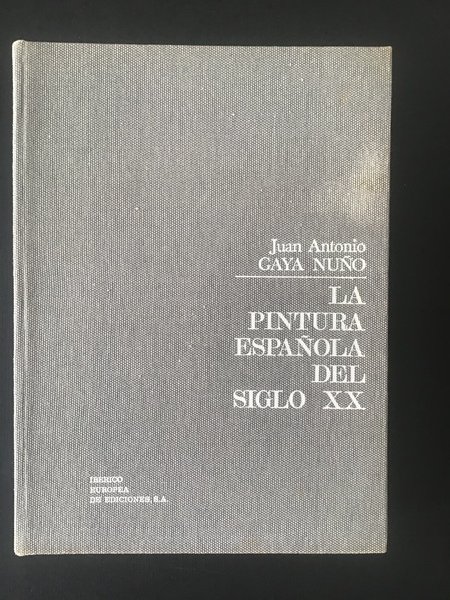 Juan Antonio
GAYA NUÑO
LA
PINTURA
ESPAÑOLA
DEL
SIGLO XX
IBERICO
EUROPEA
DE EDICIONES, S.A.